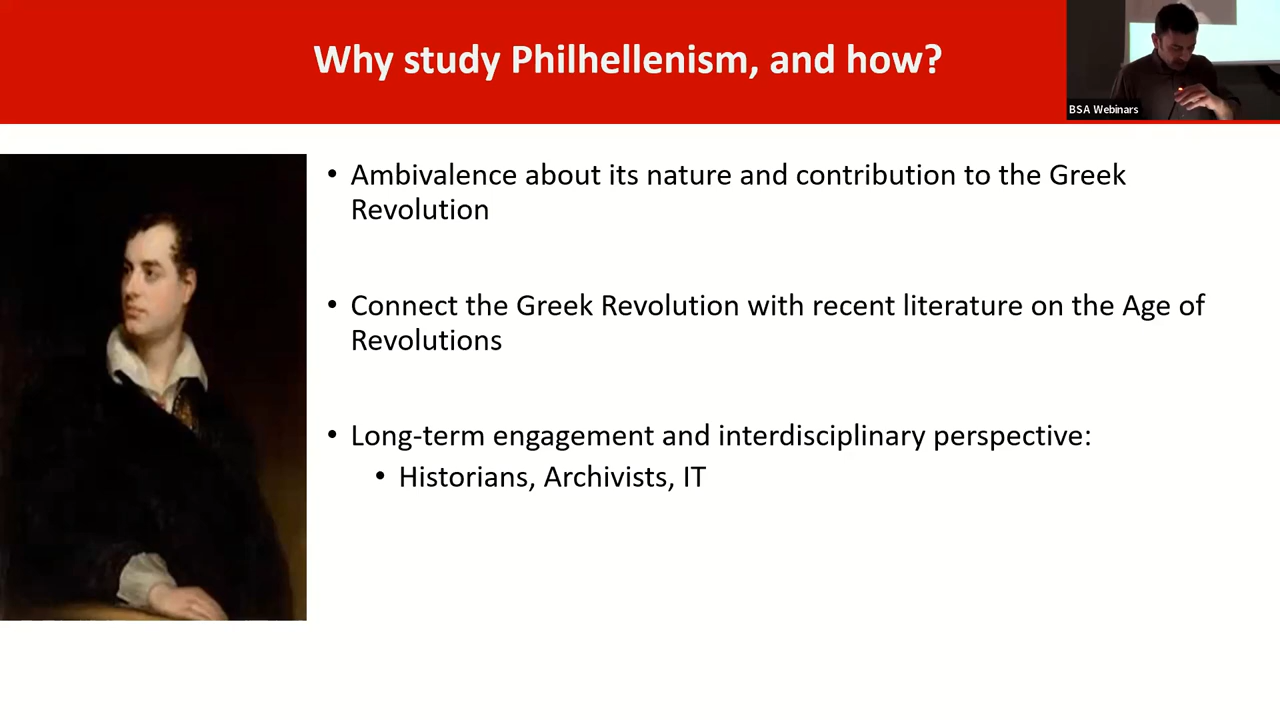 Why study Philhellenism, and how?
BSA Webinars
• Ambivalence about its nature and contribution to the Greek
Revolution
• Connect the Greek Revolution with recent literature on the Age of
Revolutions
• Long-term engagement and interdisciplinary perspective:
• Historians, Archivists, IT